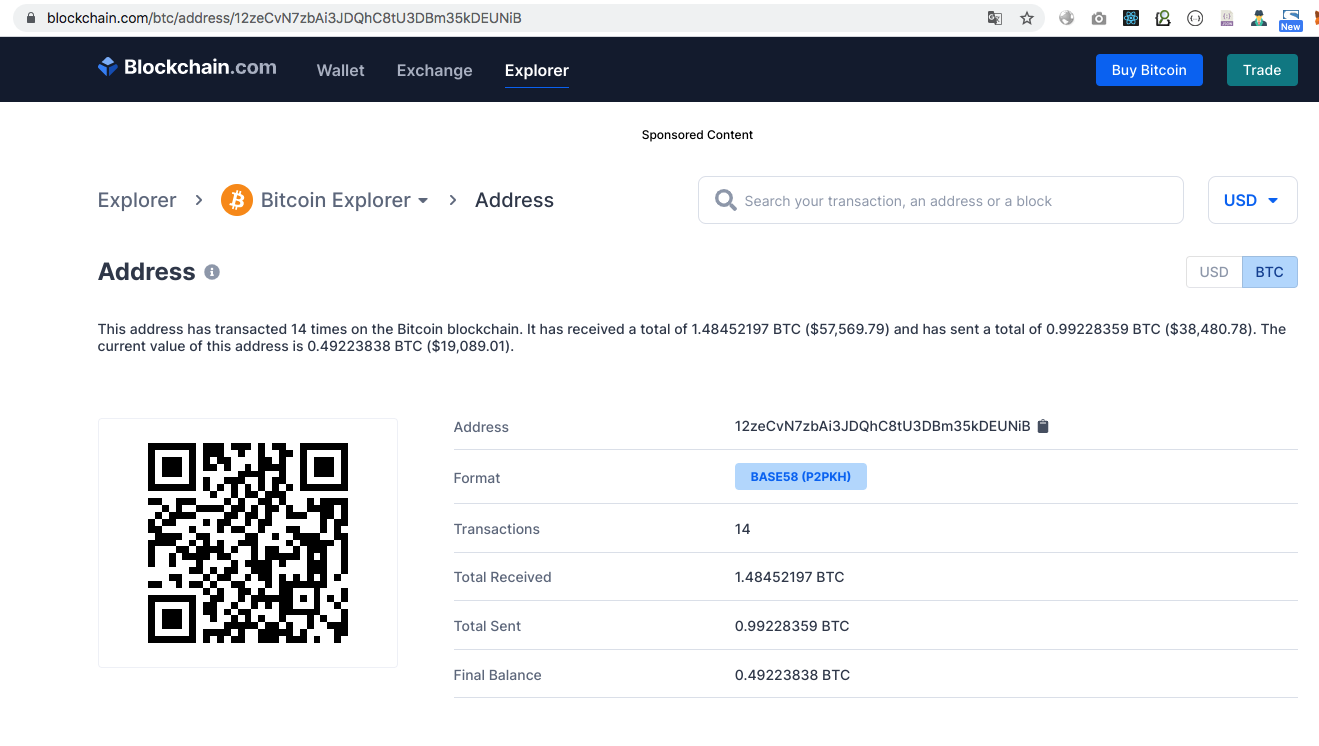 blockchain.com/btc/address/12zeCvN7zbAi3JDQhC8tU3DBm35kDEUNiB
New
Blockchain.com Wallet Exchange Explorer Buy Bitcoin Trade
Sponsored Content
Explorer > Bitcoin Explorer > Address Search your transaction, an address or a block USD
Address USD BTC
This address has transacted 14 times on the Bitcoin blockchain. It has received a total of 1.48452197 BTC ($57,569.79) and has sent a total of 0.99228359 BTC ($38,480.78). The
current value of this address is 0.49223838 BTC ($19,089.01).
Address 12zeCvN7zbAi3JDQhC8tU3DBm35kDEUNiB
Format BASE58 (P2PKH)
Transactions 14
Total Received 1.48452197 BTC
Total Sent 0.99228359 BTC
Final Balance 0.49223838 BTC